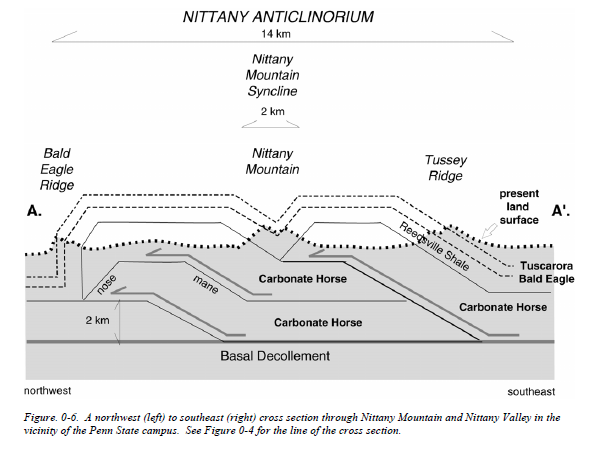 NITTANY ANTICLINORIUM
14 km
Nittany
Mountain
Syncline
2 km
Bald
Eagle
Ridge
Nittany
Mountain
Tussey
Ridge
present
land
surface
A.
A'.
Reedsville Shale
Tuscarora
Bald Eagle
nose
mane
Carbonate Horse
Carbonate Horse
Carbonate Horse
2 km
Basal Decollement
northwest
southeast
Figure. 0-6. A northwest (left) to southeast (right) cross section through Nittany Mountain and Nittany Valley in the
vicinity of the Penn State campus. See Figure 0-4 for the line of the cross section.